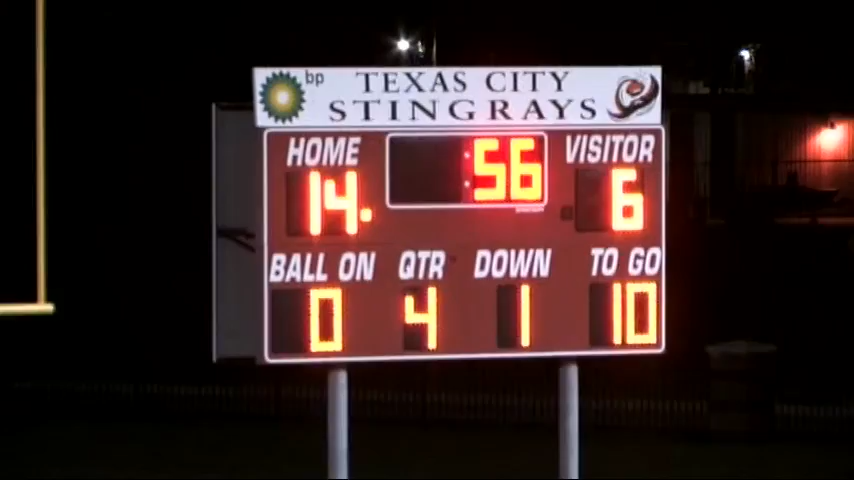 bp TEXAS CITY
STINGRAYS
HOME :56 VISITOR
14. 6
BALL ON QTR DOWN TO GO
0 4 1 10